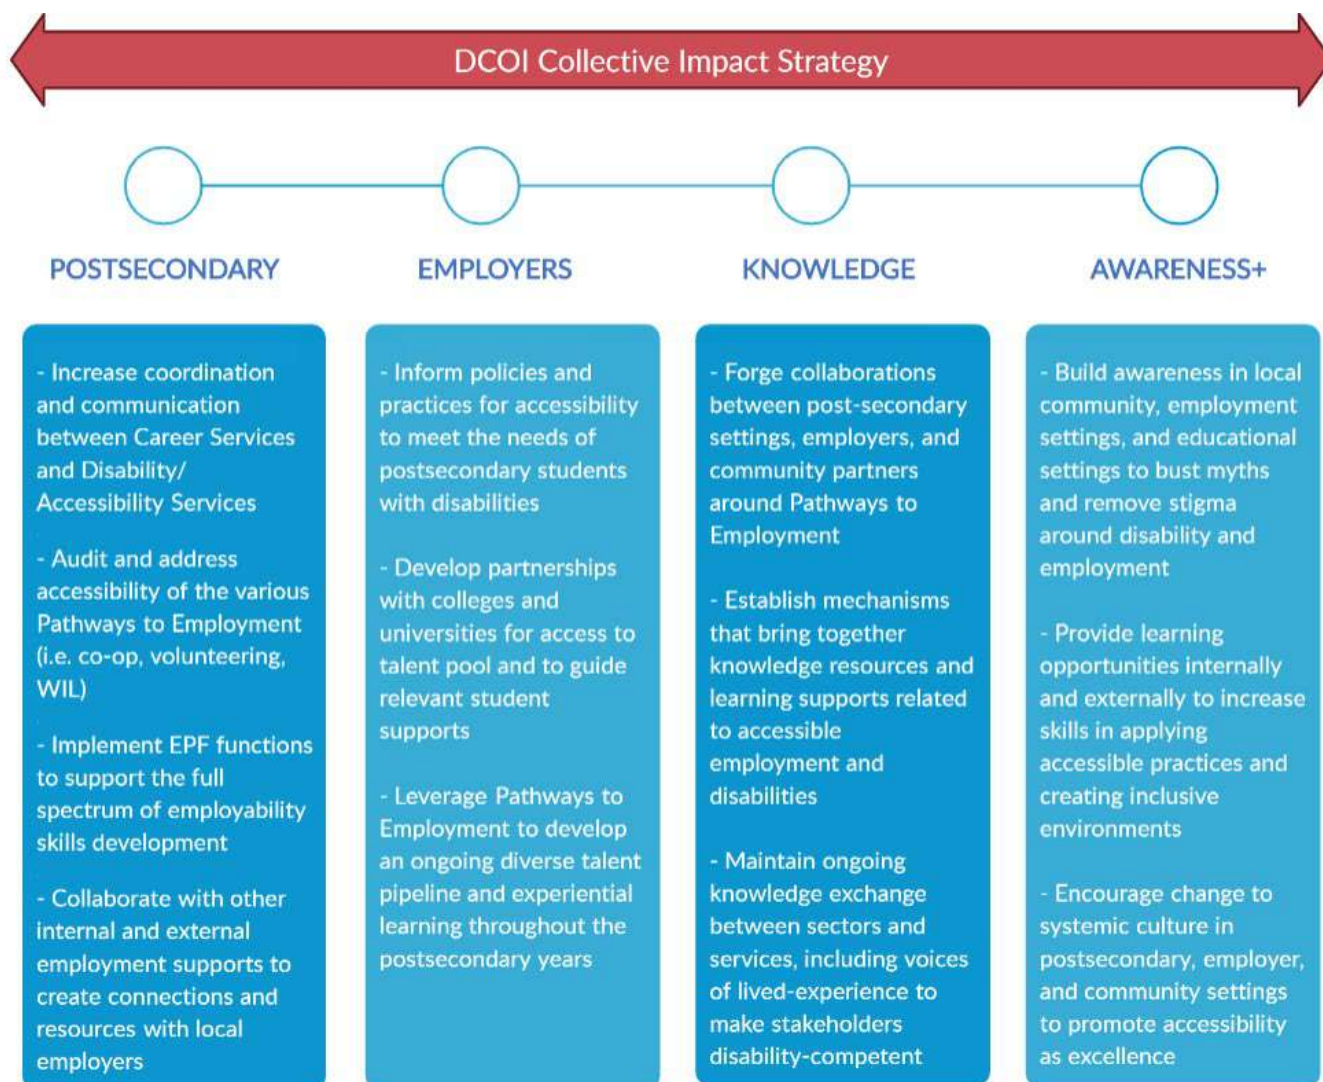 DCOI Collective Impact Strategy
POSTSECONDARY
EMPLOYERS
KNOWLEDGE
AWARENESS+
- Increase coordination
and communication
between Career Services
and Disability/
Accessibility Services
- Audit and address
accessibility of the various
Pathways to Employment
(i.e. co-op, volunteering,
WIL)
- Implement EPF functions
to support the full
spectrum of employability
skills development
- Collaborate with other
internal and external
employment supports to
create connections and
resources with local
employers
- Inform policies and
practices for accessibility
to meet the needs of
postsecondary students
with disabilities
- Develop partnerships
with colleges and
universities for access to
talent pool and to guide
relevant student
supports
- Leverage Pathways to
Employment to develop
an ongoing diverse talent
pipeline and experiential
learning throughout the
postsecondary years
- Forge collaborations
between post-secondary
settings, employers, and
community partners
around Pathways to
Employment
- Establish mechanisms
that bring together
knowledge resources and
learning supports related
to accessible
employment and
disabilities
- Maintain ongoing
knowledge exchange
between sectors and
services, including voices
of lived-experience to
make stakeholders
disability-competent
- Build awareness in local
community, employment
settings, and educational
settings to bust myths
and remove stigma
around disability and
employment
- Provide learning
opportunities internally
and externally to increase
skills in applying
accessible practices and
creating inclusive
environments
- Encourage change to
systemic culture in
postsecondary, employer,
and community settings
to promote accessibility
as excellence